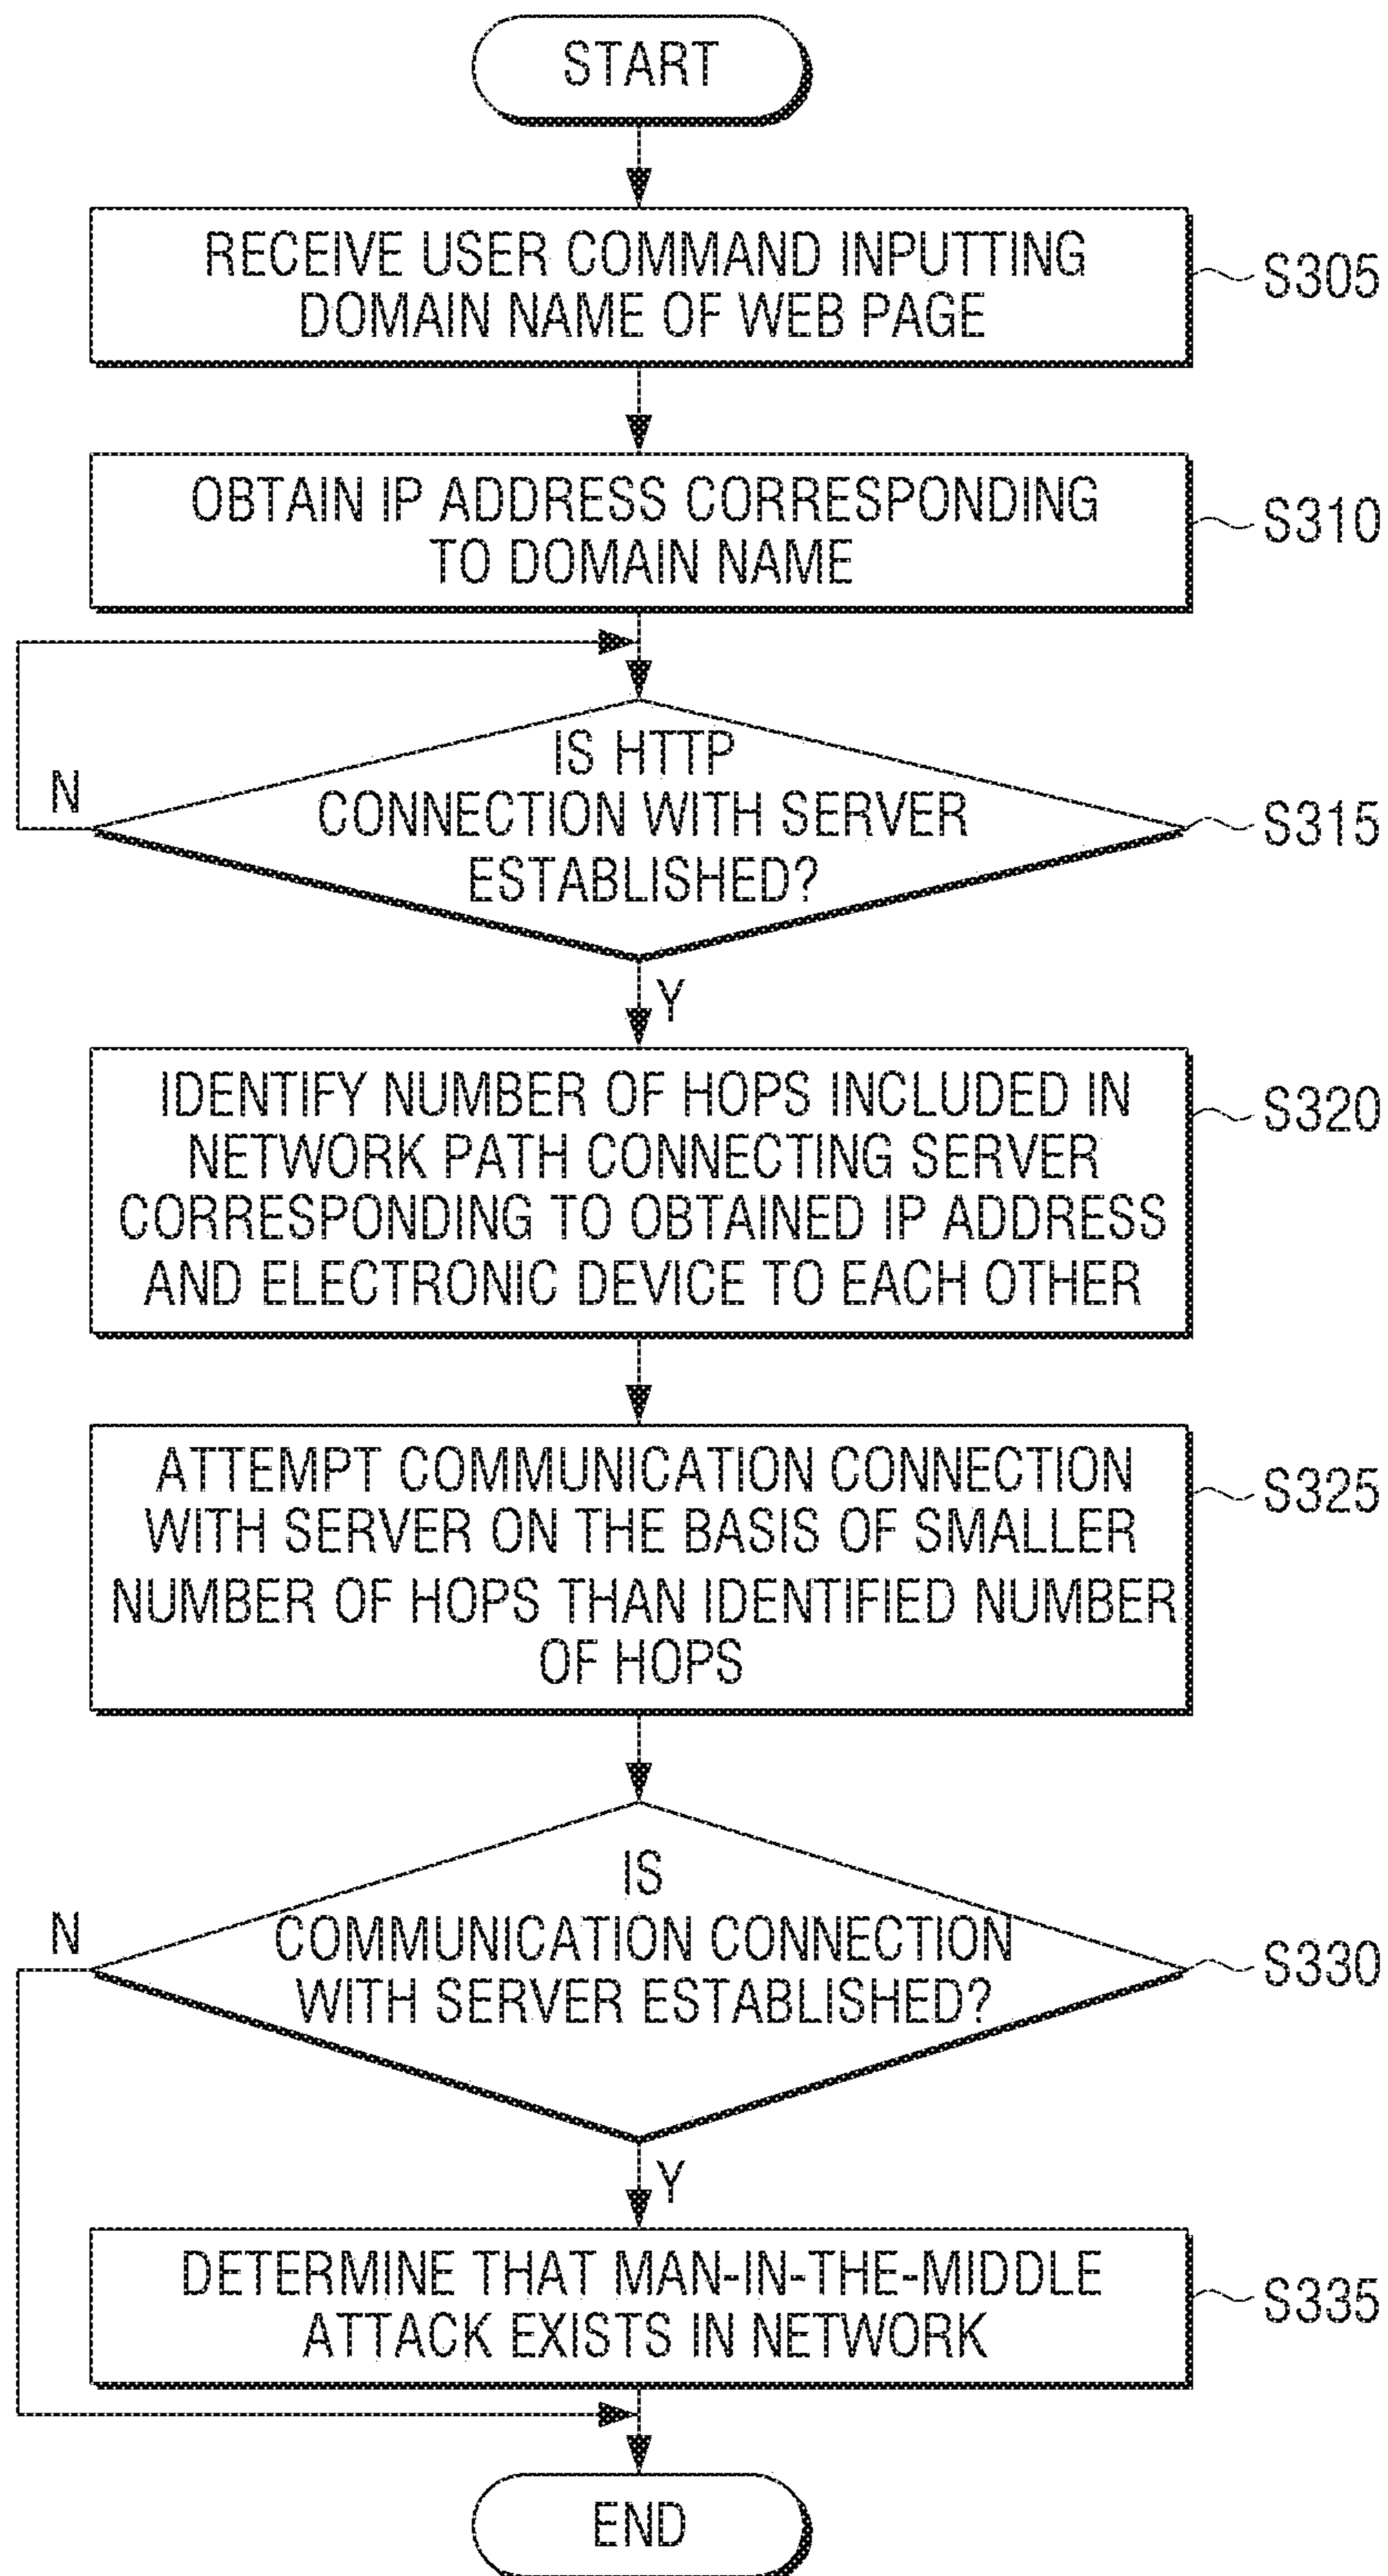 START
RECEIVE USER COMMAND INPUTTING
DOMAIN NAME OF WEB PAGE
S305
OBTAIN IP ADDRESS CORRESPONDING
TO DOMAIN NAME
S310
IS HTTP
CONNECTION WITH SERVER
ESTABLISHED?
N
S315
Y
IDENTIFY NUMBER OF HOPS INCLUDED IN
NETWORK PATH CONNECTING SERVER
CORRESPONDING TO OBTAINED IP ADDRESS
AND ELECTRONIC DEVICE TO EACH OTHER
S320
ATTEMPT COMMUNICATION CONNECTION
WITH SERVER ON THE BASIS OF SMALLER
NUMBER OF HOPS THAN IDENTIFIED NUMBER
OF HOPS
S325
IS
COMMUNICATION CONNECTION
WITH SERVER ESTABLISHED?
N
S330
Y
DETERMINE THAT MAN-IN-THE-MIDDLE
ATTACK EXISTS IN NETWORK
S335
END